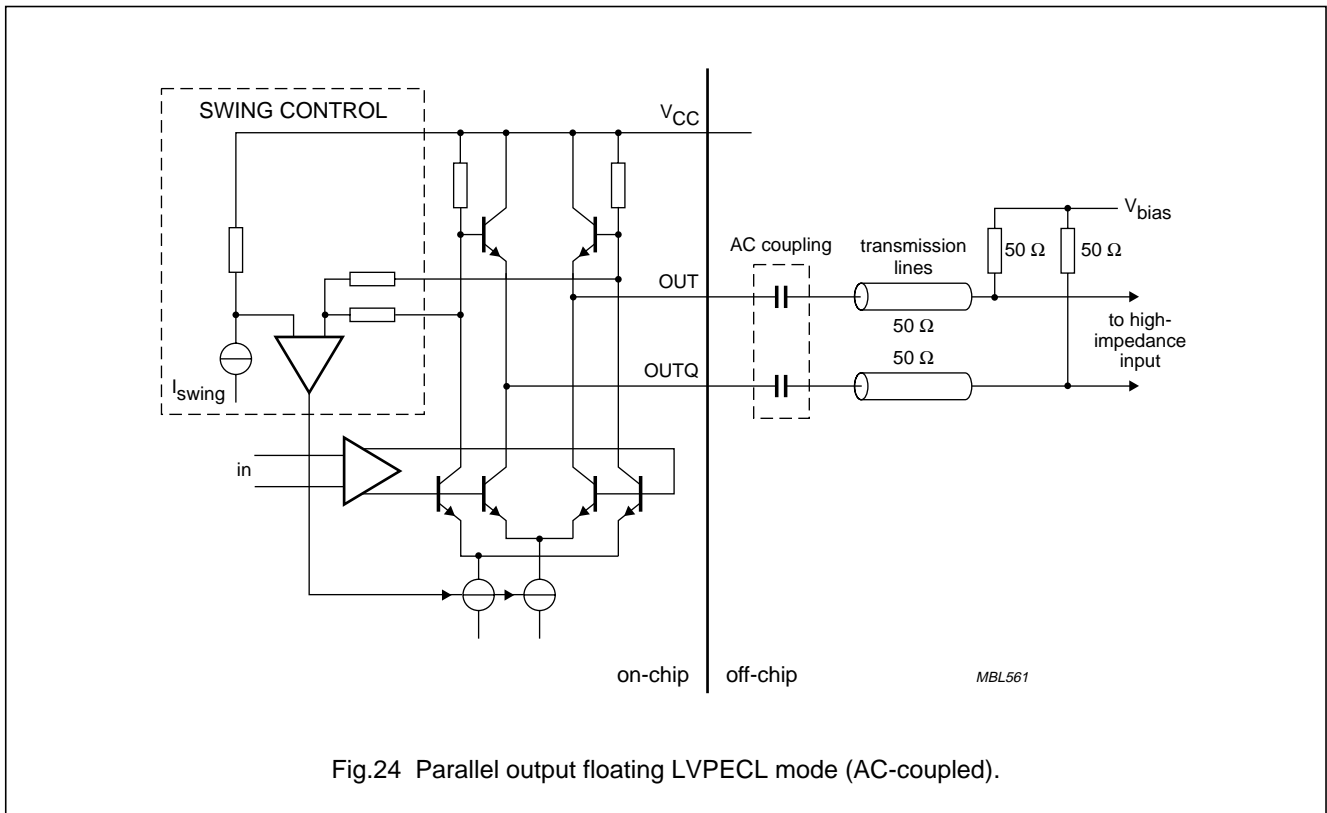 SWING CONTROL
VCC
Vbias
AC coupling
transmission
lines
50 Ω
50 Ω
OUT
50 Ω
to high-
impedance
input
50 Ω
OUTQ
Iswing
in
on-chip
off-chip
MBL561
Fig.24 Parallel output floating LVPECL mode (AC-coupled).